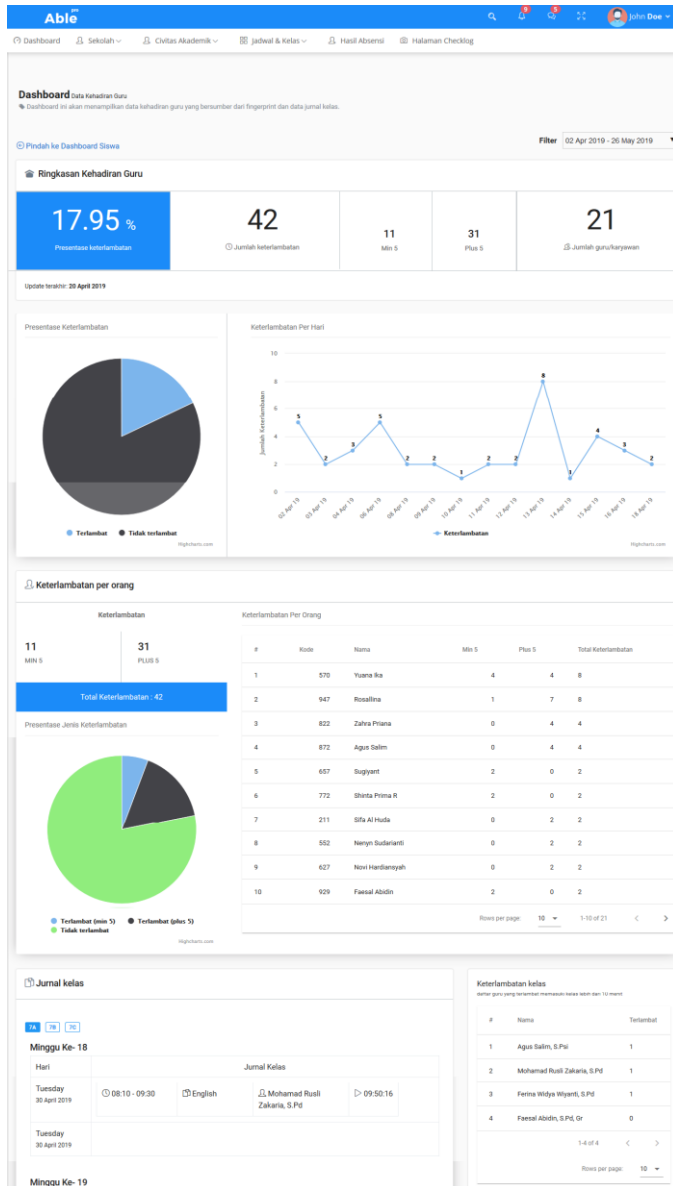 Able pro
9
5
John Doe
Dashboard Sekolah Civitas Akademik Jadwal & Kelas Hasil Absensi Halaman Checklog
Dashboard Data Kehadiran Guru
Dashboard ini akan menampilkan data kahadiran guru yang bersumber dari fingerprint dan data jurnal kelas.
Pindah ke Dashboard Siswa
Filter 02 Apr 2019 - 26 May 2019
Ringkasan Kehadiran Guru
17.95 %
Presentase keterlambatan
42
Jumlah keterlambatan
11
Min 5
31
Plus 5
21
Jumlah guru/karyawan
Update terakhir: 20 April 2019
Presentase Keterlambatan
Terlambat Tidak terlambat
Highcharts.com
Keterlambatan Per Hari
Jumlah Keterlambatan
10
8
6
4
2
0
5 2 3 5 2 2 1 2 2 8 1 4 3 2
02 Apr 19 03 Apr 19 04 Apr 19 06 Apr 19 08 Apr 19 09 Apr 19 10 Apr 19 11 Apr 19 12 Apr 19 13 Apr 19 14 Apr 19 15 Apr 19 16 Apr 19 18 Apr 19
Keterlambatan
Highcharts.com
Keterlambatan per orang
Keterlambatan
11
MIN 5
31
PLUS 5
Total Keterlambatan : 42
Presentase Jenis Keterlambatan
Terlambat (min 5) Terlambat (plus 5)
Tidak terlambat
Highcharts.com
Keterlambatan Per Orang
# Kode Nama Min 5 Plus 5 Total Keterlambatan
1 570 Yuana Ika 4 4 8
2 947 Rosallina 1 7 8
3 822 Zahra Priana 0 4 4
4 872 Agus Salim 0 4 4
5 657 Sugiyant 2 0 2
6 772 Shinta Prima R 2 0 2
7 211 Sifa Al Huda 0 2 2
8 552 Nenyn Sudarianti 0 2 2
9 627 Novi Hardiansyah 0 2 2
10 929 Faesal Abidin 2 0 2
Rows per page: 10 1-10 of 21
Jurnal kelas
7A 7B 7C
Minggu Ke- 18
Hari Jurnal Kelas
Tuesday
30 April 2019
08:10 - 09:30 English Mohamad Rusli
Zakaria, S.Pd
09:50:16
Tuesday
30 April 2019
Minggu Ke- 19
Keterlambatan kelas
daftar guru yang terlambat memasuki kelas lebih dari 10 menit
# Nama Terlambat
1 Agus Salim, S.Psi 1
2 Mohamad Rusli Zakaria, S.Pd 1
3 Ferina Widya Wiyanti, S.Pd 1
4 Faesal Abidin, S.Pd, Gr 0
1-4 of 4
Rows per page: 10